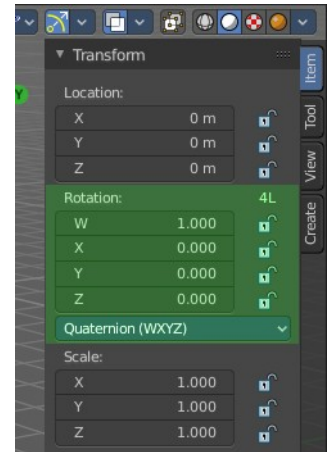 Transform
Location:
X 0 m
Y 0 m
Z 0 m
Rotation: 4L
W 1.000
X 0.000
Y 0.000
Z 0.000
Quaternion (WXYZ)
Scale:
X 1.000
Y 1.000
Z 1.000
Item
Tool
View
Create
Y